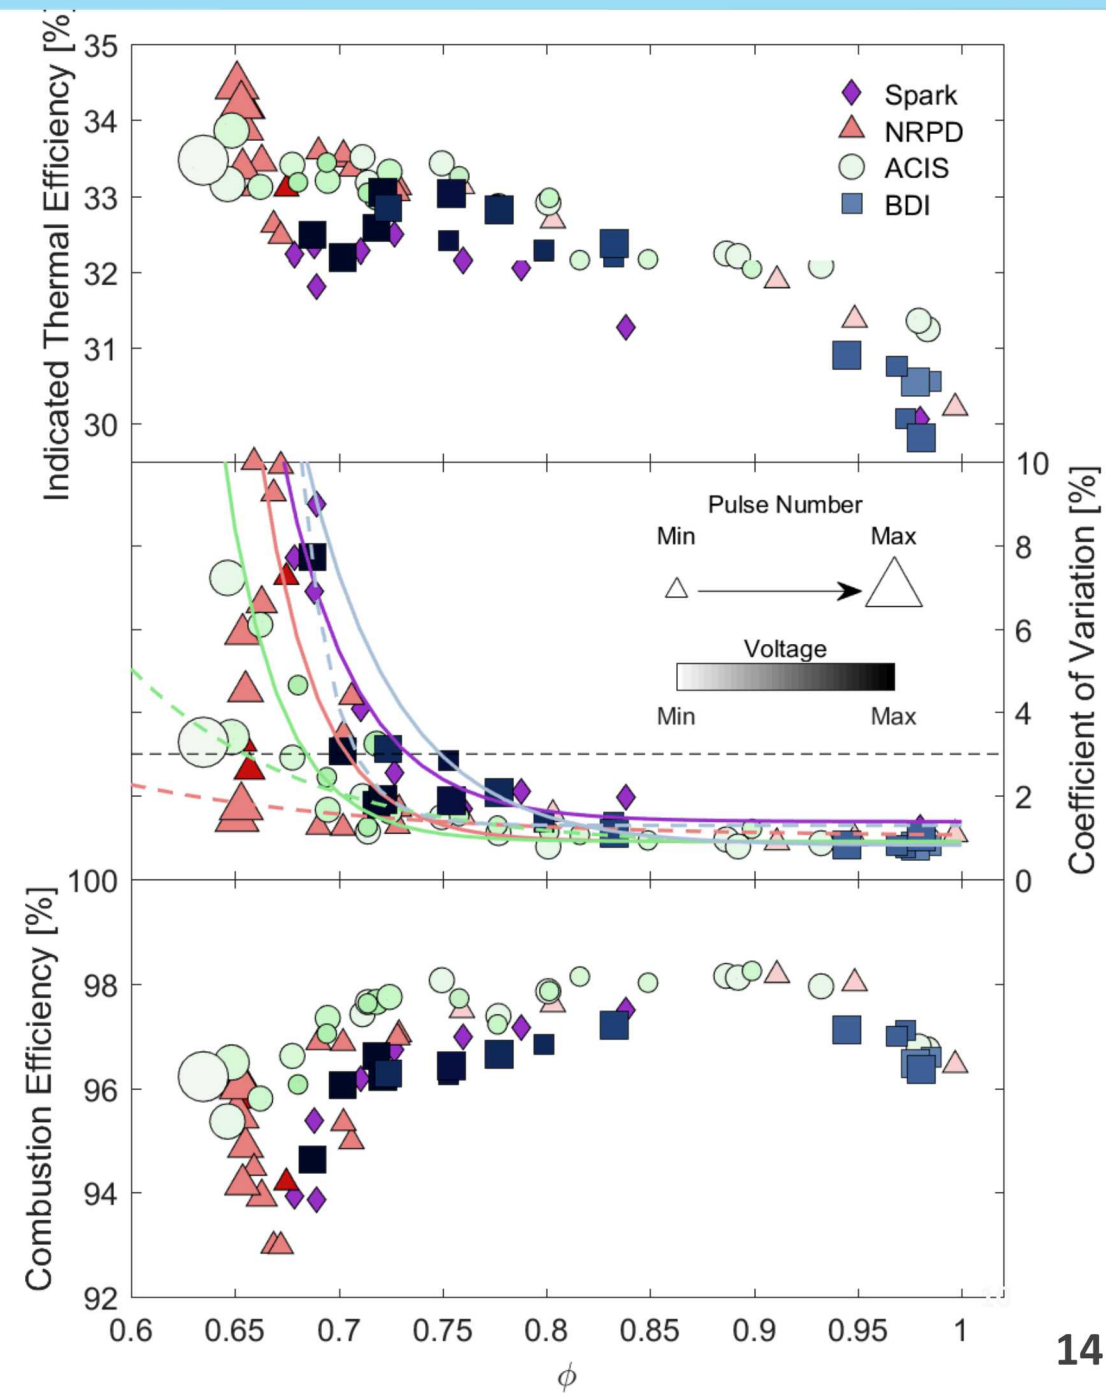 Indicated Thermal Efficiency [%]
35
34
33
32
31
30
Spark
NRPD
ACIS
BDI
Coefficient of Variation [%]
10
8
6
4
2
0
Pulse Number
Min Max
Voltage
Min Max
Combustion Efficiency [%]
100
98
96
94
92
0.6 0.65 0.7 0.75 0.8 0.85 0.9 0.95 1
ϕ
14